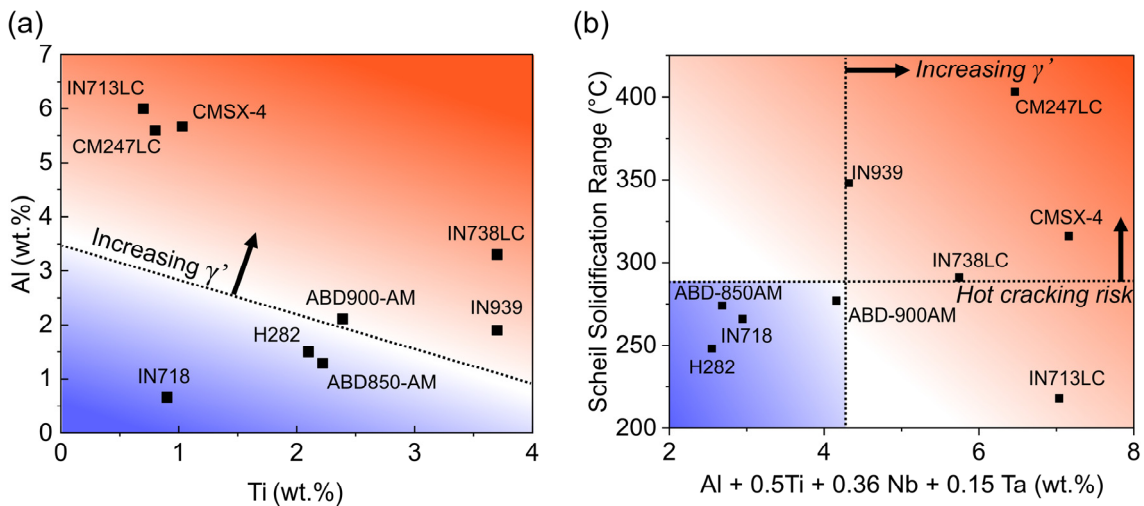 (a)
7
6
5
4
3
2
1
0
Al (wt.%)
IN713LC
CMSX-4
CM247LC
Increasing γ’
IN738LC
ABD900-AM
IN939
H282
ABD850-AM
IN718
0
1
2
3
4
Ti (wt.%)
(b)
400
350
300
250
200
Scheil Solidification Range (°C)
Increasing γ’
CM247LC
IN939
CMSX-4
IN738LC
Hot cracking risk
ABD-850AM
ABD-900AM
IN718
H282
IN713LC
2
4
6
8
Al + 0.5Ti + 0.36 Nb + 0.15 Ta (wt.%)